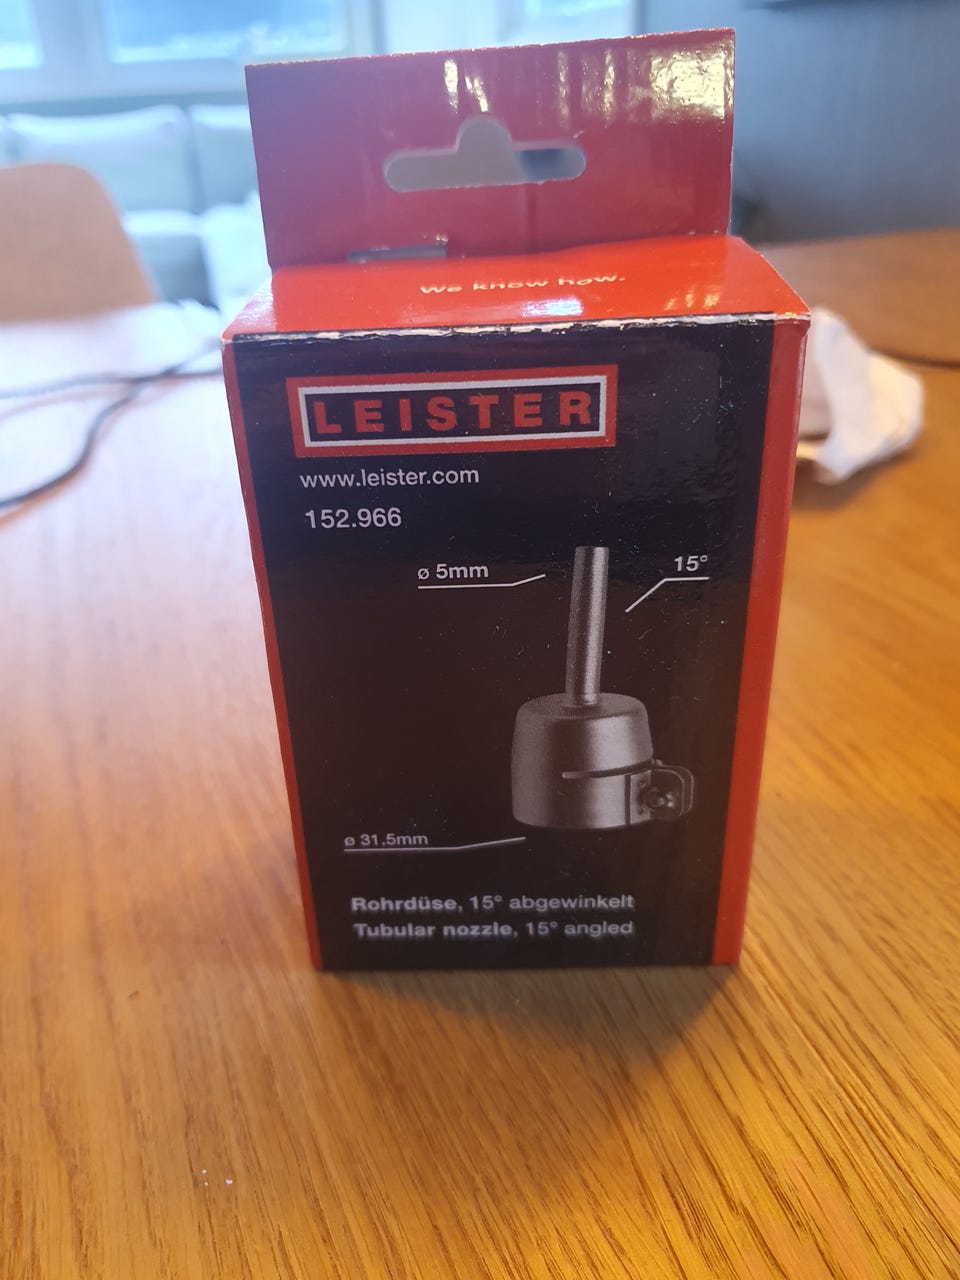 We know how.
LEISTER
www.leister.com
152.966
ø 5mm
15°
ø 31.5mm
Rohrdüse, 15° abgewinkelt
Tubular nozzle, 15° angled